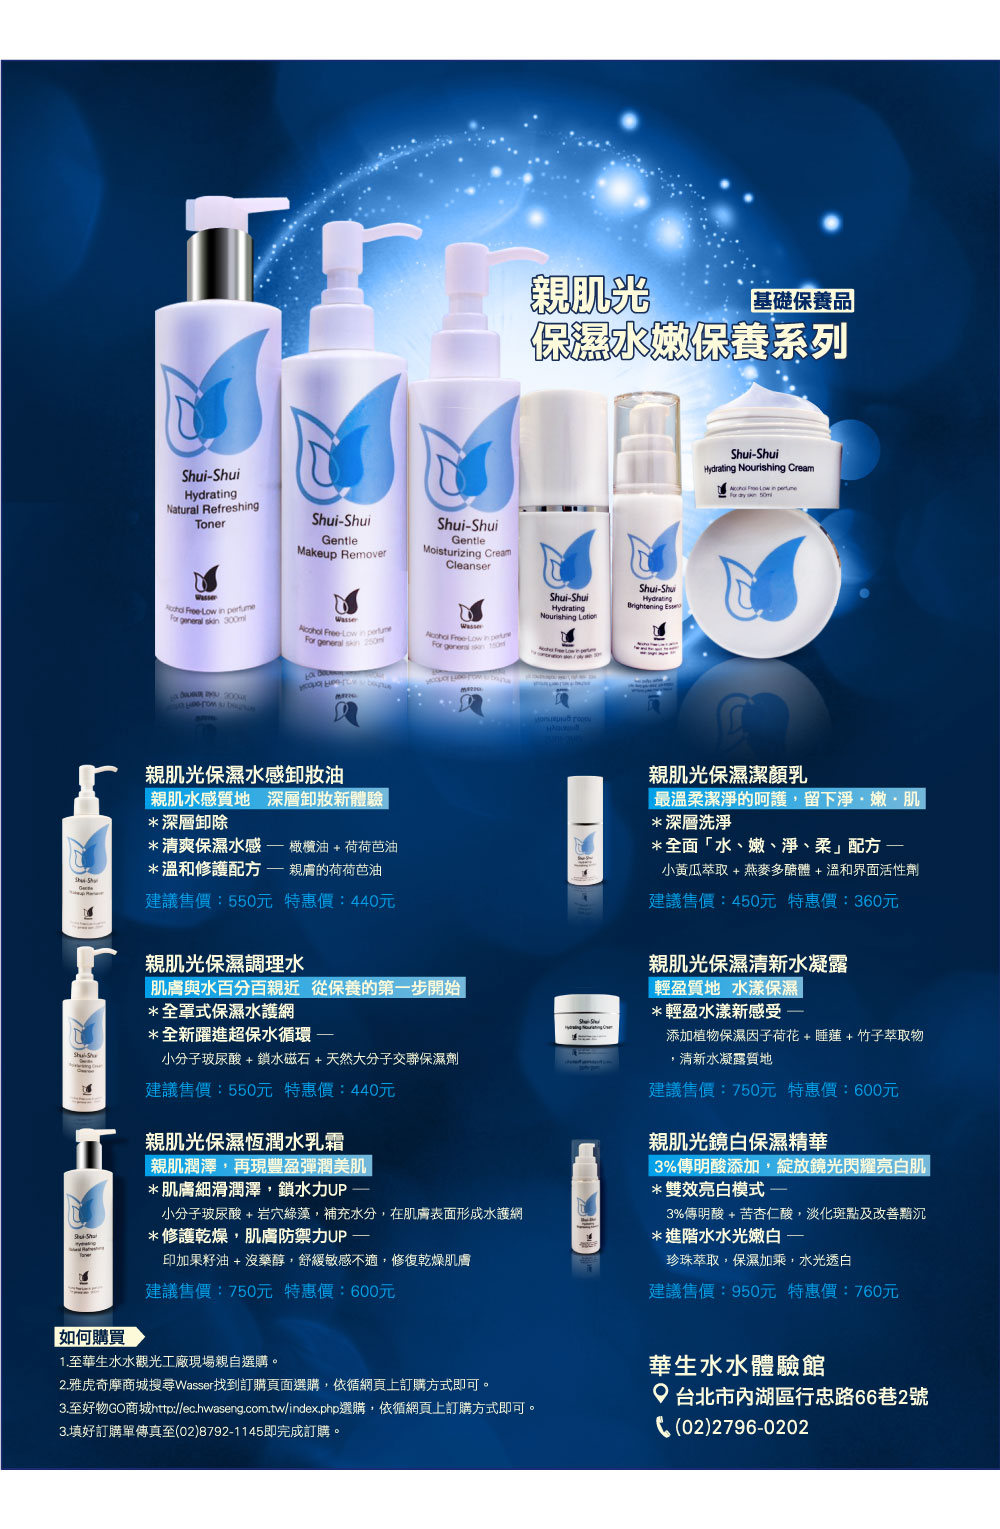 親肌光
基礎保養品
保濕水嫩保養系列
Shui-Shui
Hydrating
Natural Refreshing
Toner
Wasser
Alcohol Free-Low in perfume
For general skin 300ml
Shui-Shui
Gentle
Makeup Remover
Wasser
Alcohol Free-Low in perfume
For general skin 250ml
Shui-Shui
Gentle
Moisturizing Cream
Cleanser
Wasser
Alcohol Free-Low in perfume
For general skin 150ml
Shui-Shui
Hydrating
Nourishing Lotion
Wasser
Alcohol Free-Low in perfume
Shui-Shui
Hydrating
Brightening Essence
Shui-Shui
Hydrating Nourishing Cream
Alcohol Free-Low in perfume
For dry skin 50ml
親肌光保濕水感卸妝油
親肌水感質地 深層卸妝新體驗
＊深層卸除
＊清爽保濕水感 — 橄欖油 + 荷荷芭油
＊溫和修護配方 — 親膚的荷荷芭油
建議售價：550元 特惠價：440元
親肌光保濕調理水
肌膚與水百分百親近 從保養的第一步開始
＊全罩式保濕水護網
＊全新躍進超保水循環 —
小分子玻尿酸 + 鎖水磁石 + 天然大分子交聯保濕劑
建議售價：550元 特惠價：440元
親肌光保濕恆潤水乳霜
親肌潤澤，再現豐盈彈潤美肌
＊肌膚細滑潤澤，鎖水力UP —
小分子玻尿酸 + 岩穴綠藻，補充水分，在肌膚表面形成水護網
＊修護乾燥，肌膚防禦力UP —
印加果籽油 + 沒藥醇，舒緩敏感不適，修復乾燥肌膚
建議售價：750元 特惠價：600元
親肌光保濕潔顏乳
最溫柔潔淨的呵護，留下淨．嫩．肌
＊深層洗淨
＊全面「水、嫩、淨、柔」配方 —
小黃瓜萃取 + 燕麥多醣體 + 溫和界面活性劑
建議售價：450元 特惠價：360元
親肌光保濕清新水凝露
輕盈質地 水漾保濕
＊輕盈水漾新感受 —
添加植物保濕因子荷花 + 睡蓮 + 竹子萃取物
，清新水凝露質地
建議售價：750元 特惠價：600元
親肌光鏡白保濕精華
3%傳明酸添加，綻放鏡光閃耀亮白肌
＊雙效亮白模式 —
3%傳明酸 + 苦杏仁酸，淡化斑點及改善黯沉
＊進階水水光嫩白 —
珍珠萃取，保濕加乘，水光透白
建議售價：950元 特惠價：760元
如何購買
1.至華生水水觀光工廠現場親自選購。
2.雅虎奇摩商城搜尋Wasser找到訂購頁面選購，依循網頁上訂購方式即可。
3.至好物GO商城http://ec.hwaseng.com.tw/index.php選購，依循網頁上訂購方式即可。
3.填好訂購單傳真至(02)8792-1145即完成訂購。
華生水水體驗館
台北市內湖區行忠路66巷2號
(02)2796-0202